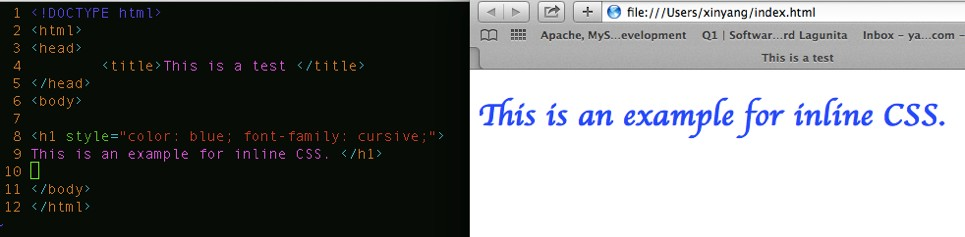 1 <!DOCTYPE html>
2 <html>
3 <head>
4         <title>This is a test </title>
5 </head>
6 <body>
7
8 <h1 style="color: blue; font-family: cursive;">
9 This is an example for inline CSS. </h1>
10
11 </body>
12 </html>
~
file:///Users/xinyang/index.html
Apache, MyS...evelopment Q1 | Softwar...rd Lagunita Inbox – ya...com –
This is a test
This is an example for inline CSS.